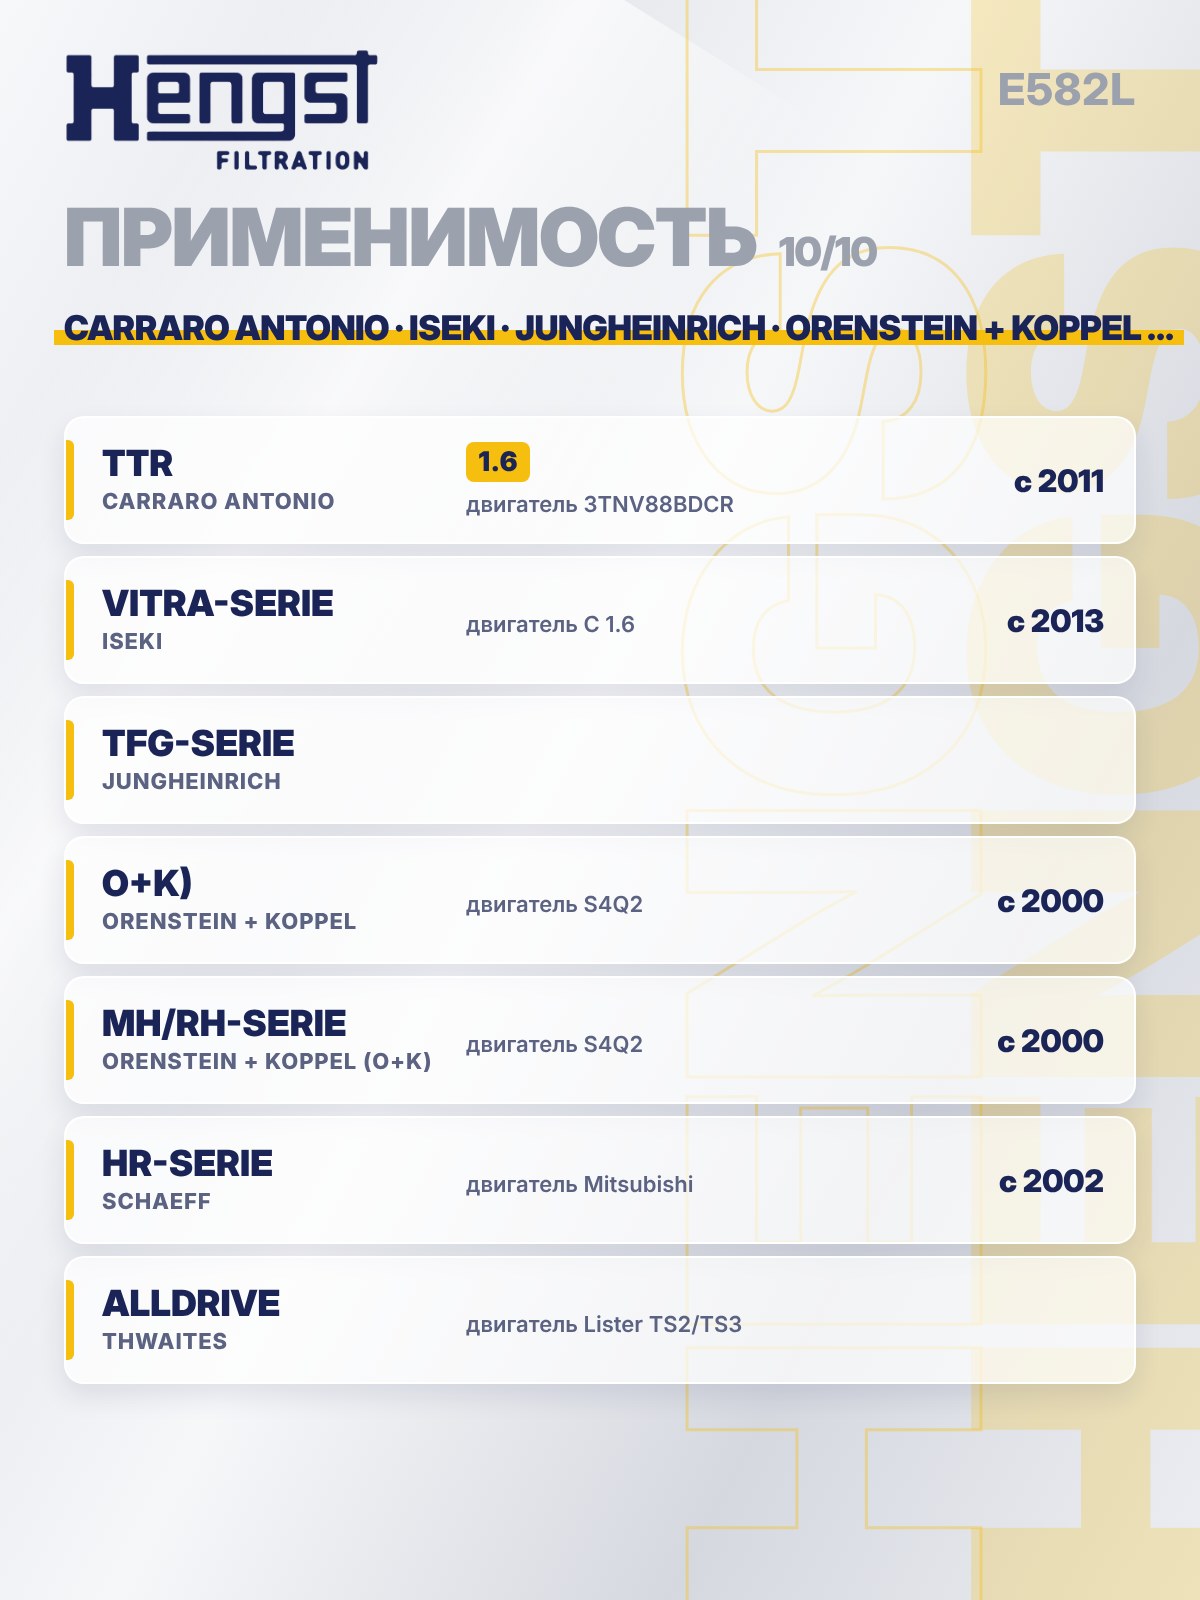 Hengst
FILTRATION
E582L
ПРИМЕНИМОСТЬ 10/10
CARRARO ANTONIO · ISEKI · JUNGHEINRICH · ORENSTEIN + KOPPEL ...
TTR
CARRARO ANTONIO
1.6
двигатель 3TNV88BDCR
с 2011
VITRA-SERIE
ISEKI
двигатель C 1.6
с 2013
TFG-SERIE
JUNGHEINRICH
O+K)
ORENSTEIN + KOPPEL
двигатель S4Q2
с 2000
MH/RH-SERIE
ORENSTEIN + KOPPEL (O+K)
двигатель S4Q2
с 2000
HR-SERIE
SCHAEFF
двигатель Mitsubishi
с 2002
ALLDRIVE
THWAITES
двигатель Lister TS2/TS3
HENGST
HENGST